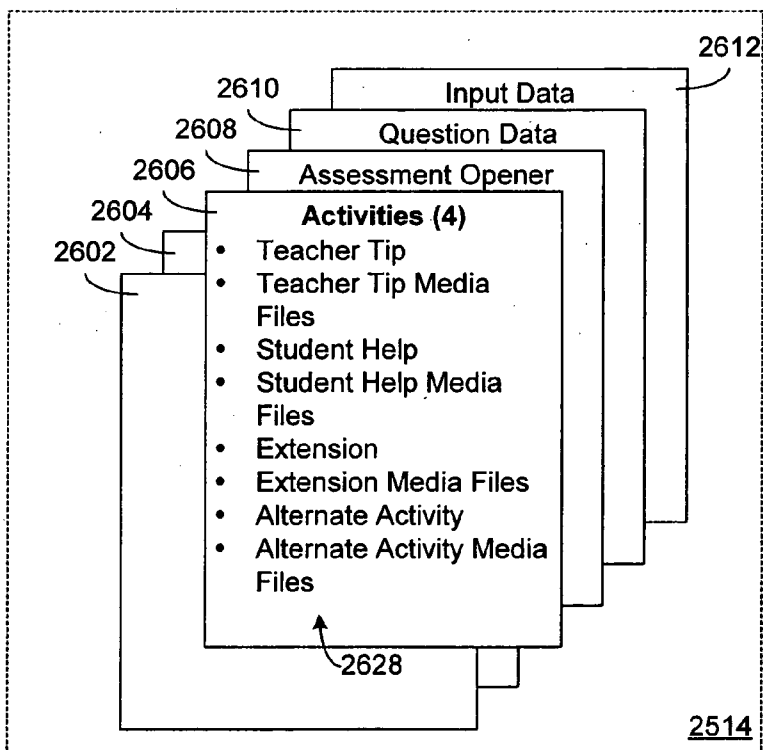 2612
Input Data
2610
Question Data
2608
Assessment Opener
2606
Activities (4)
2604
2602
• Teacher Tip
• Teacher Tip Media
Files
• Student Help
• Student Help Media
Files
• Extension
• Extension Media Files
• Alternate Activity
• Alternate Activity Media
Files
2628
2514